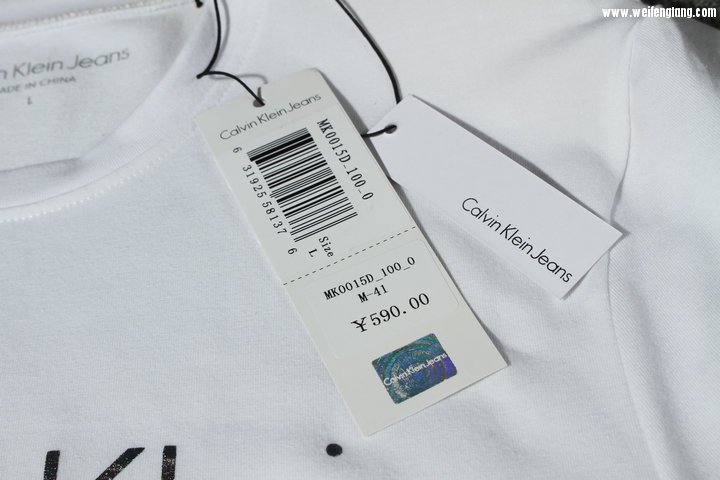 www.weifengtang.com
Calvin Klein Jeans
MADE IN CHINA
L
Calvin Klein Jeans
MK0015D_100_0
6 31925 58137 6
Size
L
MK0015D_100_0
M-41
¥590.00
Calvin Klein Jeans
Calvin Klein Jeans